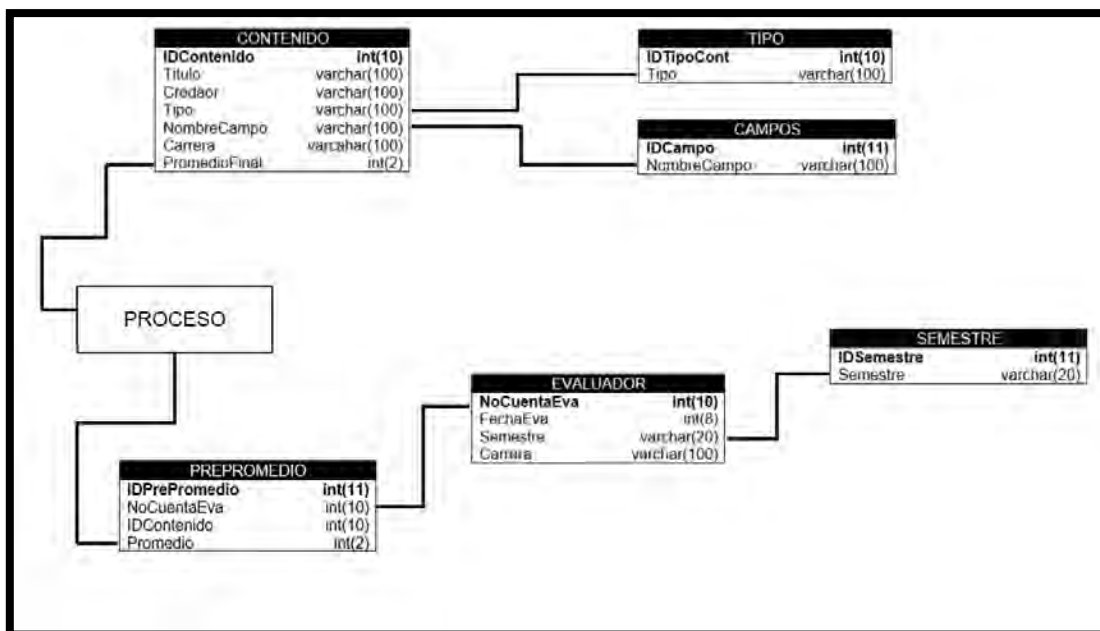 CONTENIDO
IDContenido int(10)
Titulo varchar(100)
Credaor varchar(100)
Tipo varchar(100)
NombreCampo varchar(100)
Carrera varcahar(100)
PromedioFinal int(2)
TIPO
IDTipoCont int(10)
Tipo varchar(100)
CAMPOS
IDCampo int(11)
NombreCampo varchar(100)
PROCESO
SEMESTRE
IDSemestre int(11)
Semestre varchar(20)
EVALUADOR
NoCuentaEva int(10)
FechaEva int(8)
Semestre varchar(20)
Carrera varchar(100)
PREPROMEDIO
IDPrePromedio int(11)
NoCuentaEva int(10)
IDContenido int(10)
Promedio int(2)